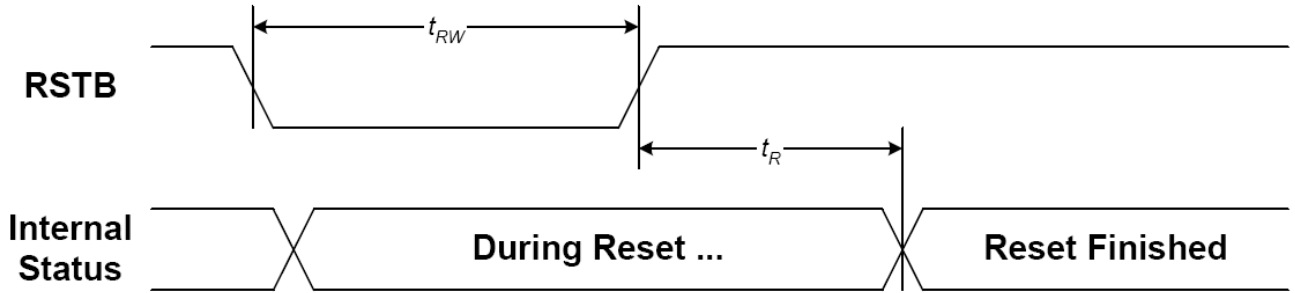 tRW
RSTB
tR
Internal
Status
During Reset ...
Reset Finished